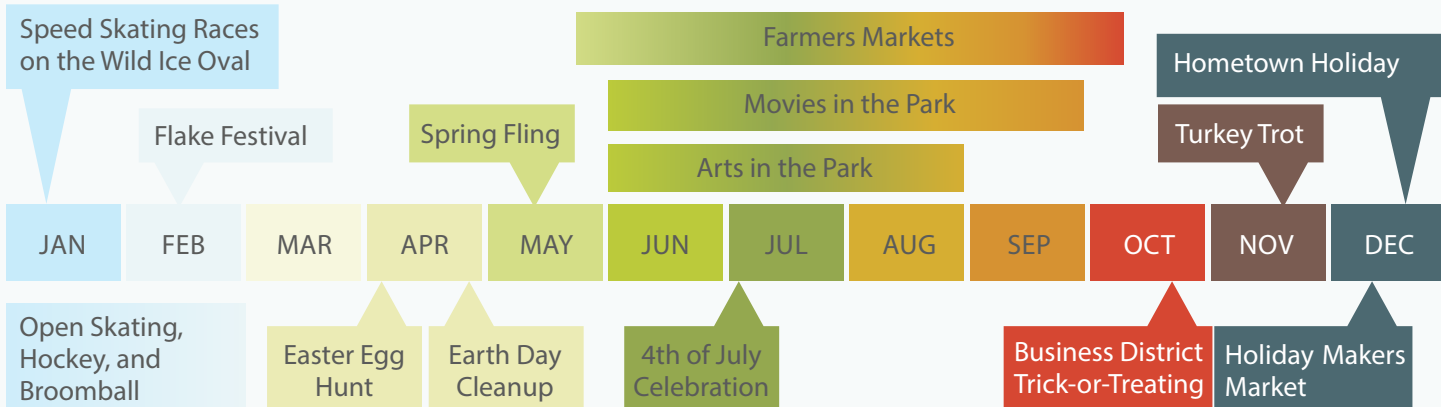 Speed Skating Races
on the Wild Ice Oval
Flake Festival
Spring Fling
Farmers Markets
Movies in the Park
Arts in the Park
Hometown Holiday
Turkey Trot
JAN
FEB
MAR
APR
MAY
JUN
JUL
AUG
SEP
OCT
NOV
DEC
Open Skating,
Hockey, and
Broomball
Easter Egg
Hunt
Earth Day
Cleanup
4th of July
Celebration
Business District
Trick-or-Treating
Holiday Makers
Market